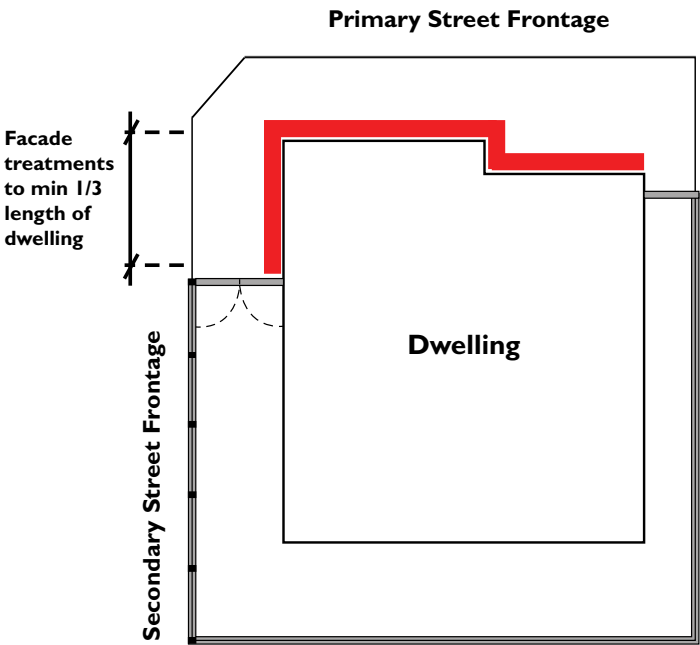 Primary Street Frontage
Facade
treatments
to min 1/3
length of
dwelling
Dwelling
Secondary Street Frontage